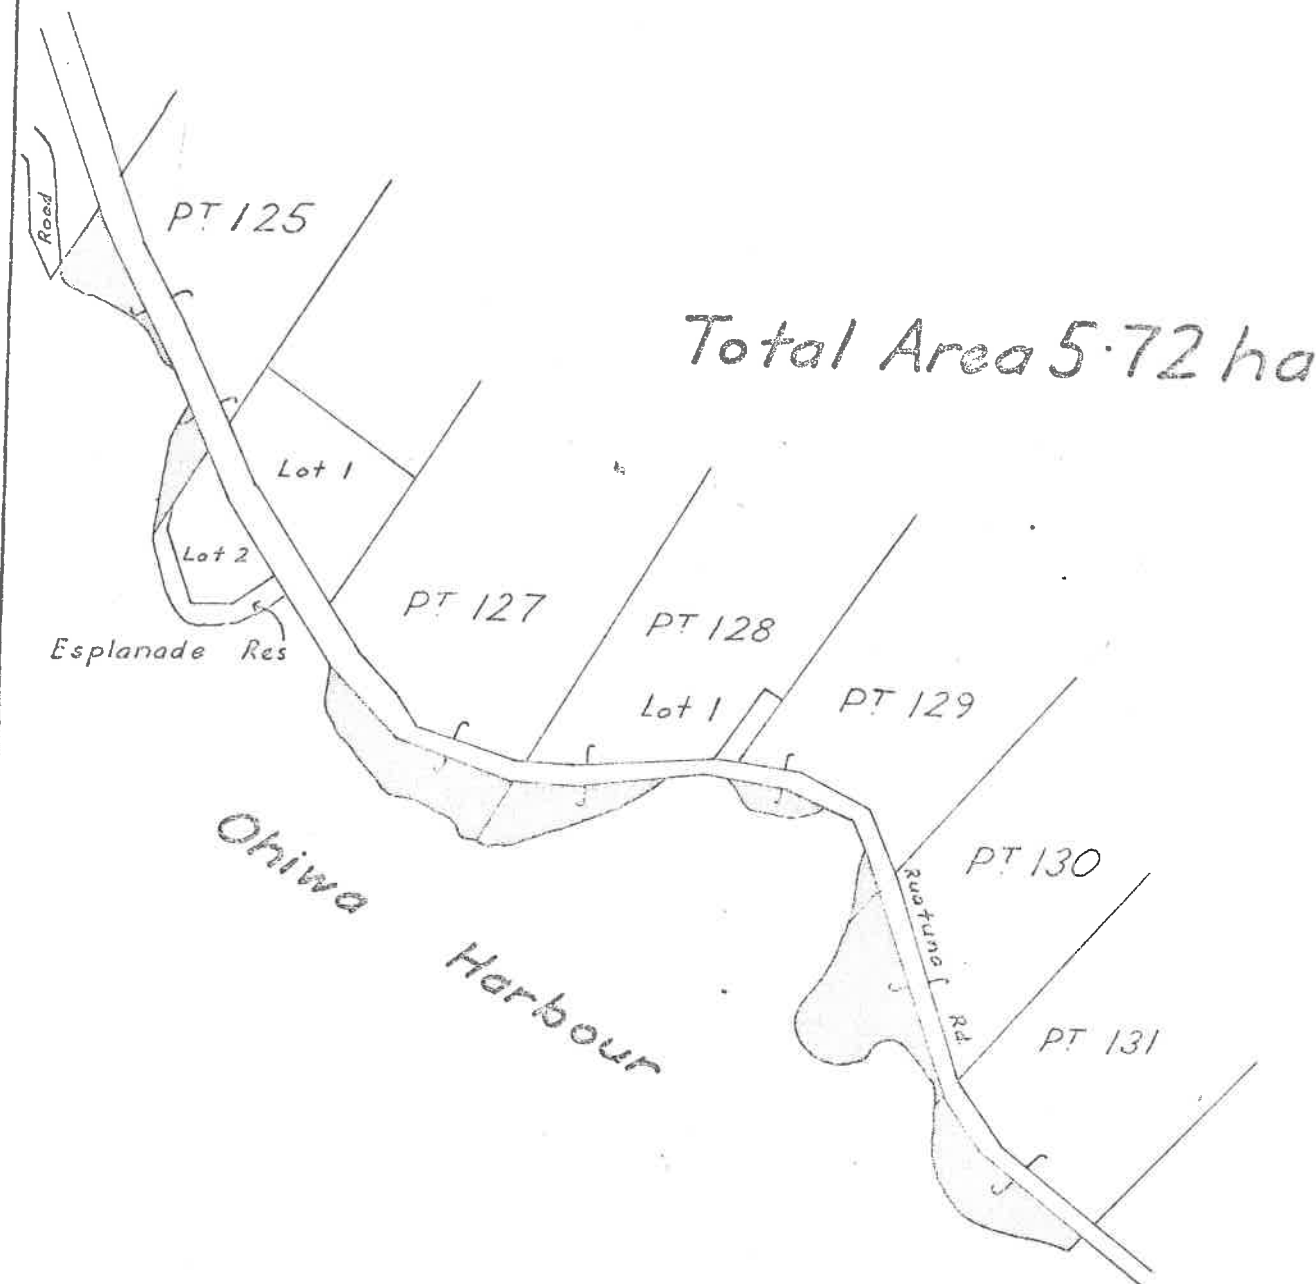 Road
PT 125
Total Area 5.72 ha
Lot 1
Lot 2
PT 127
PT 128
Esplanade Res
Lot 1
PT 129
Ohiwa Harbour
PT 130
Ruatuna Rd.
PT 131